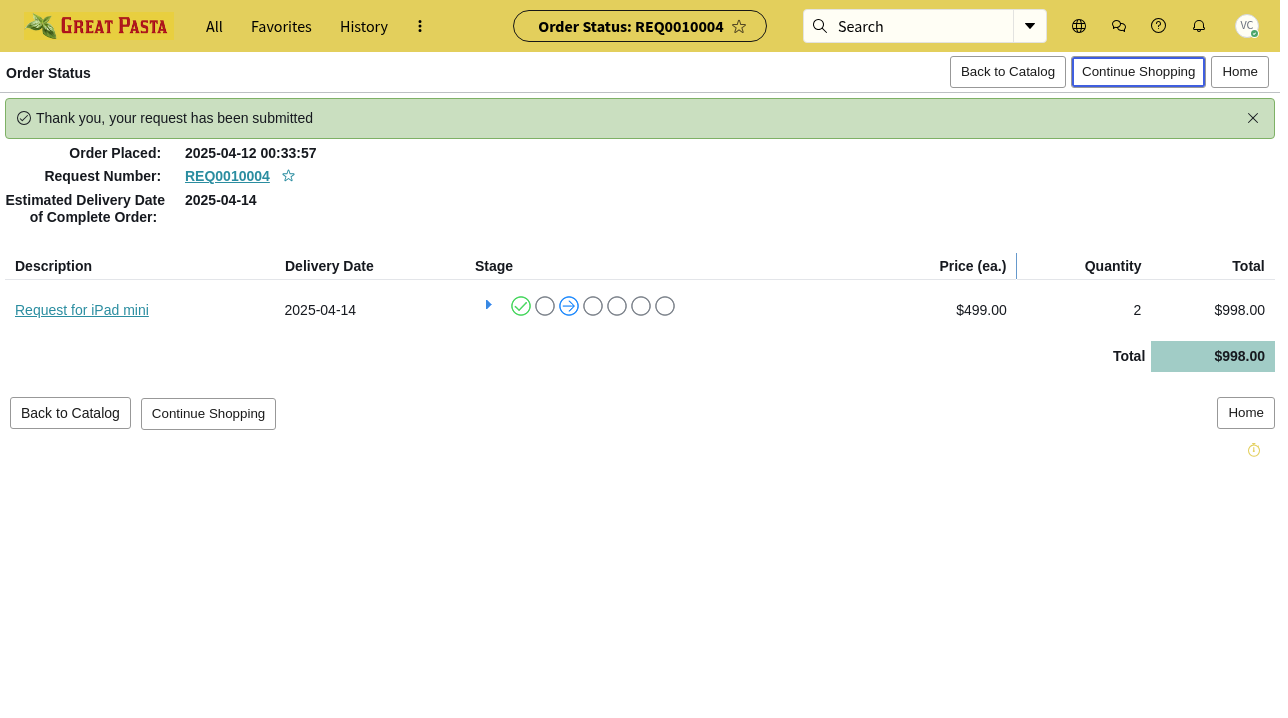 GREAT PASTA All Favorites History Order Status: REQ0010004 Search VC
Order Status Back to Catalog Continue Shopping Home
Thank you, your request has been submitted
Order Placed: 2025-04-12 00:33:57
Request Number: REQ0010004
Estimated Delivery Date 2025-04-14
of Complete Order:
Description Delivery Date Stage Price (ea.) Quantity Total
Request for iPad mini 2025-04-14 $499.00 2 $998.00
Total $998.00
Back to Catalog Continue Shopping Home